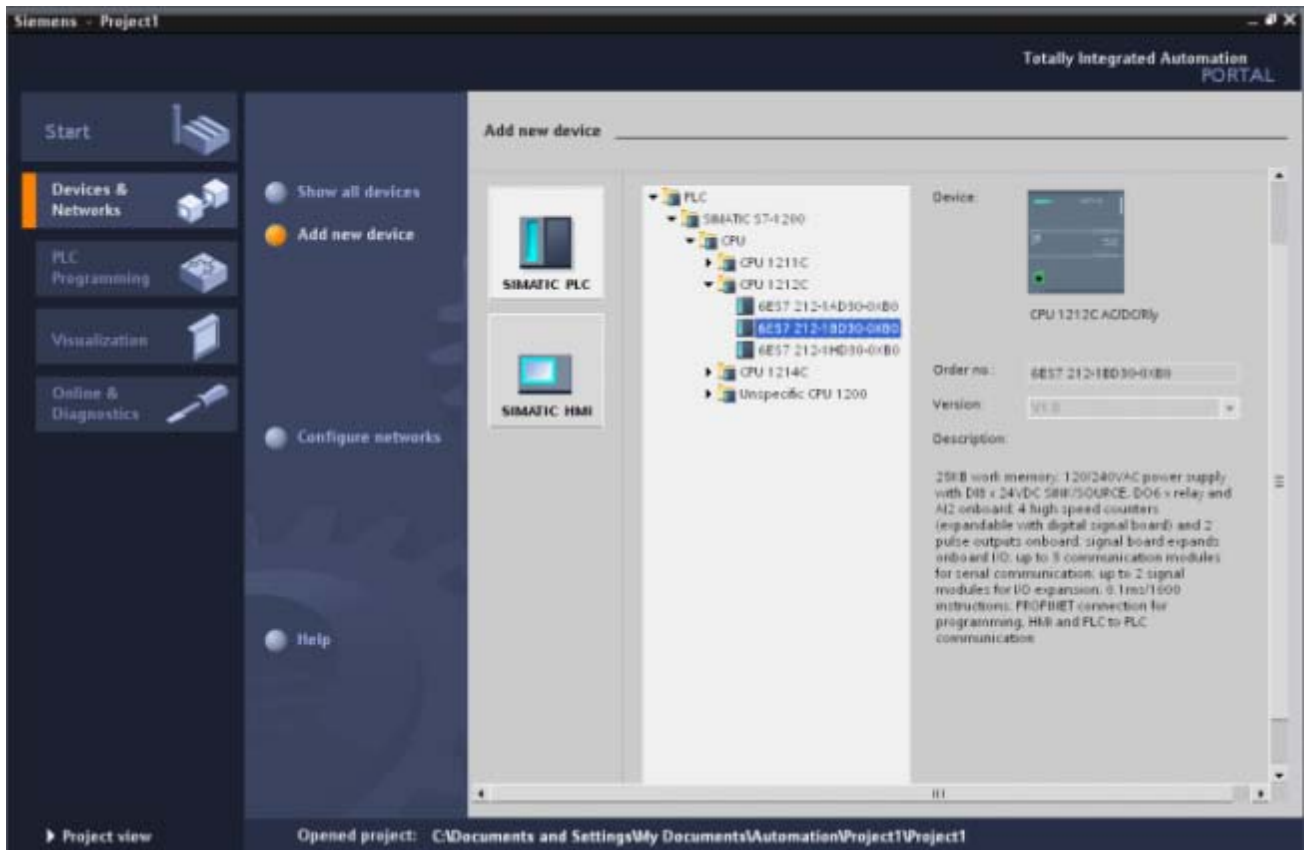 Siemens - Project1
Totally Integrated Automation
PORTAL
Start
Devices &
Networks
PLC
Programming
Visualization
Online &
Diagnostics
Show all devices
Add new device
Configure networks
Help
Add new device
SIMATIC PLC
SIMATIC HMI
PLC
SIMATIC S7-1200
CPU
CPU 1211C
CPU 1212C
6ES7 212-1AD30-0XB0
6ES7 212-1BD30-0XB0
6ES7 212-1HD30-0XB0
CPU 1214C
Unspecific CPU 1200
Device:
CPU 1212C AC/DC/Rly
Order no.:
6ES7 212-1BD30-0XB0
Version:
V1.0
Description:
25KB work memory; 120/240VAC power supply
with DI8 x 24VDC SINK/SOURCE, DO6 x relay and
AI2 onboard; 4 high speed counters
(expandable with digital signal board) and 2
pulse outputs onboard; signal board expands
onboard I/O; up to 3 communication modules
for serial communication; up to 2 signal
modules for I/O expansion; 0.1ms/1000
instructions; PROFINET connection for
programming, HMI and PLC to PLC
communication
Project view
Opened project: C:\Documents and Settings\My Documents\Automation\Project1\Project1